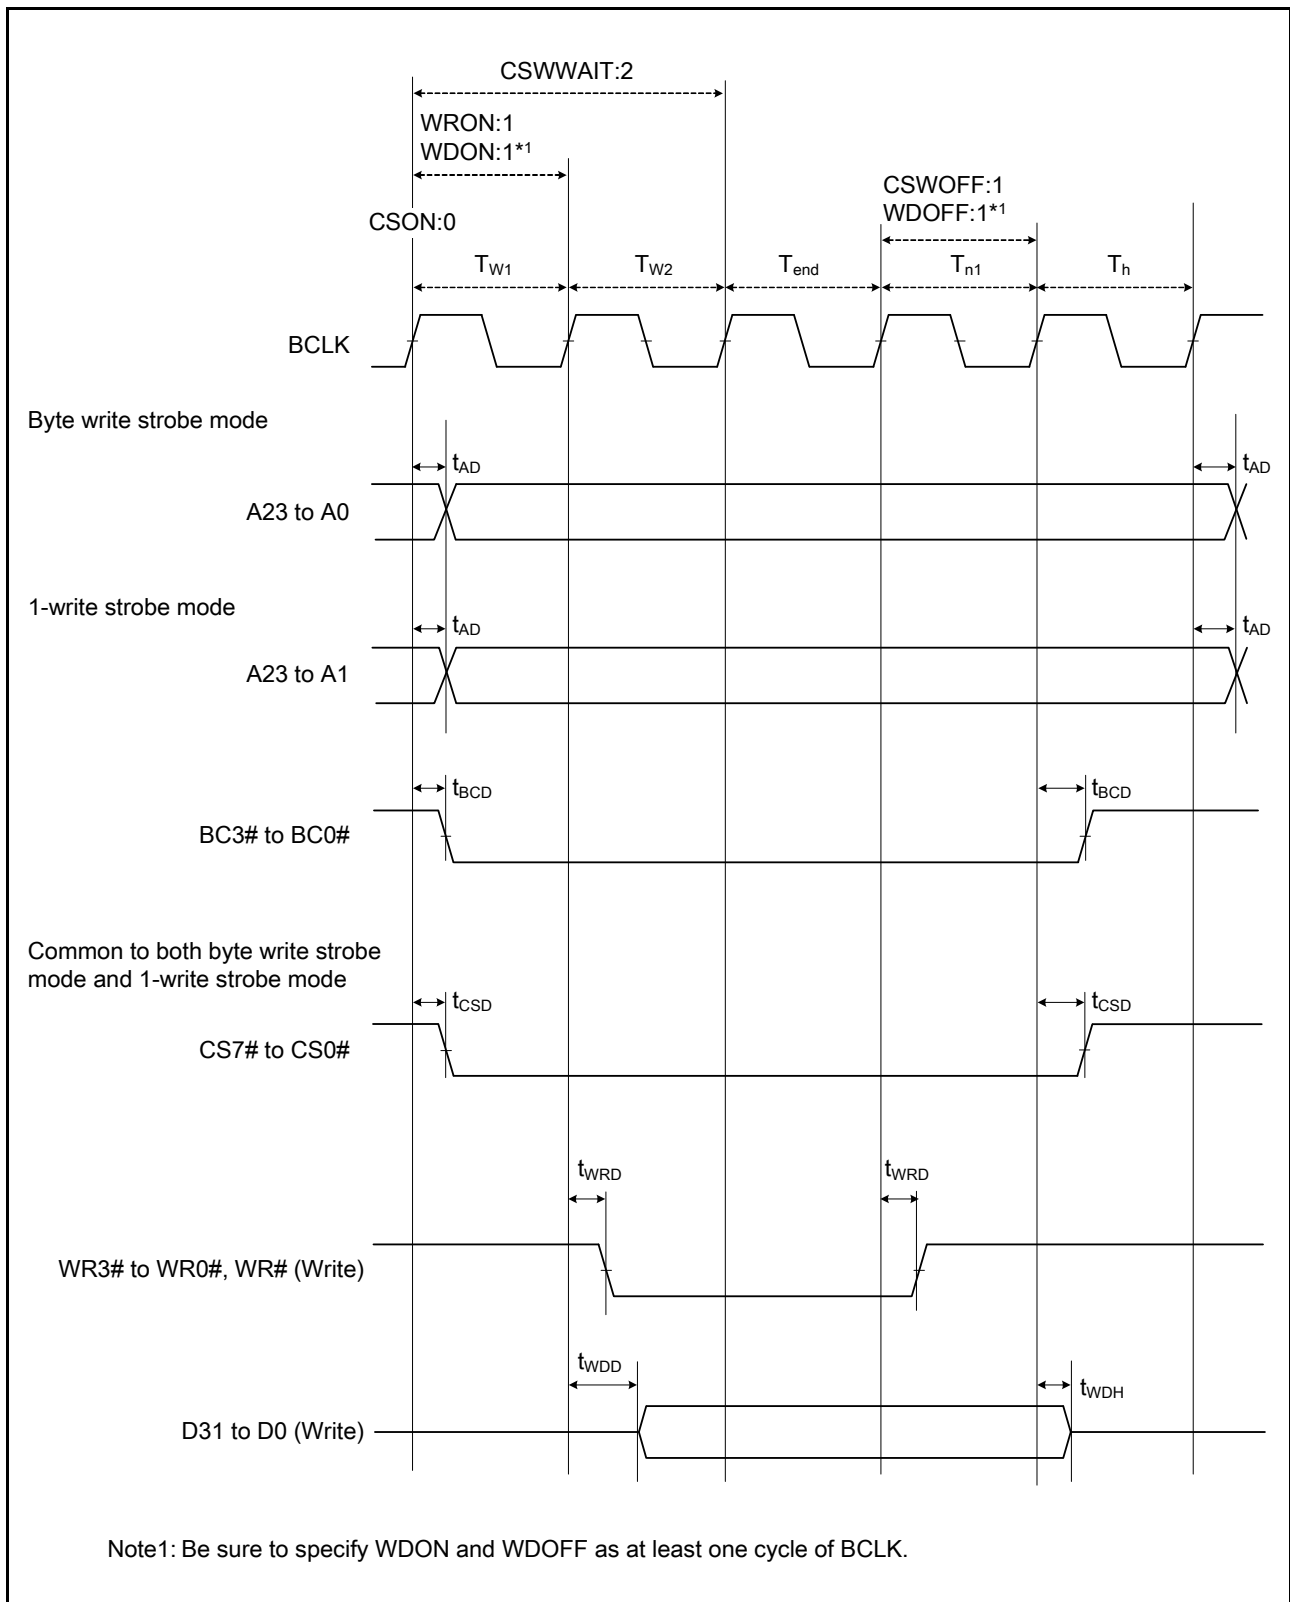 CSWWAIT:2
WRON:1
WDON:1*1
CSON:0
CSWOFF:1
WDOFF:1*1
TW1 TW2 Tend Tn1 Th
BCLK
Byte write strobe mode
tAD tAD
A23 to A0
1-write strobe mode
tAD tAD
A23 to A1
tBCD tBCD
BC3# to BC0#
Common to both byte write strobe
mode and 1-write strobe mode
tCSD tCSD
CS7# to CS0#
tWRD tWRD
WR3# to WR0#, WR# (Write)
tWDD tWDH
D31 to D0 (Write)
Note1: Be sure to specify WDON and WDOFF as at least one cycle of BCLK.